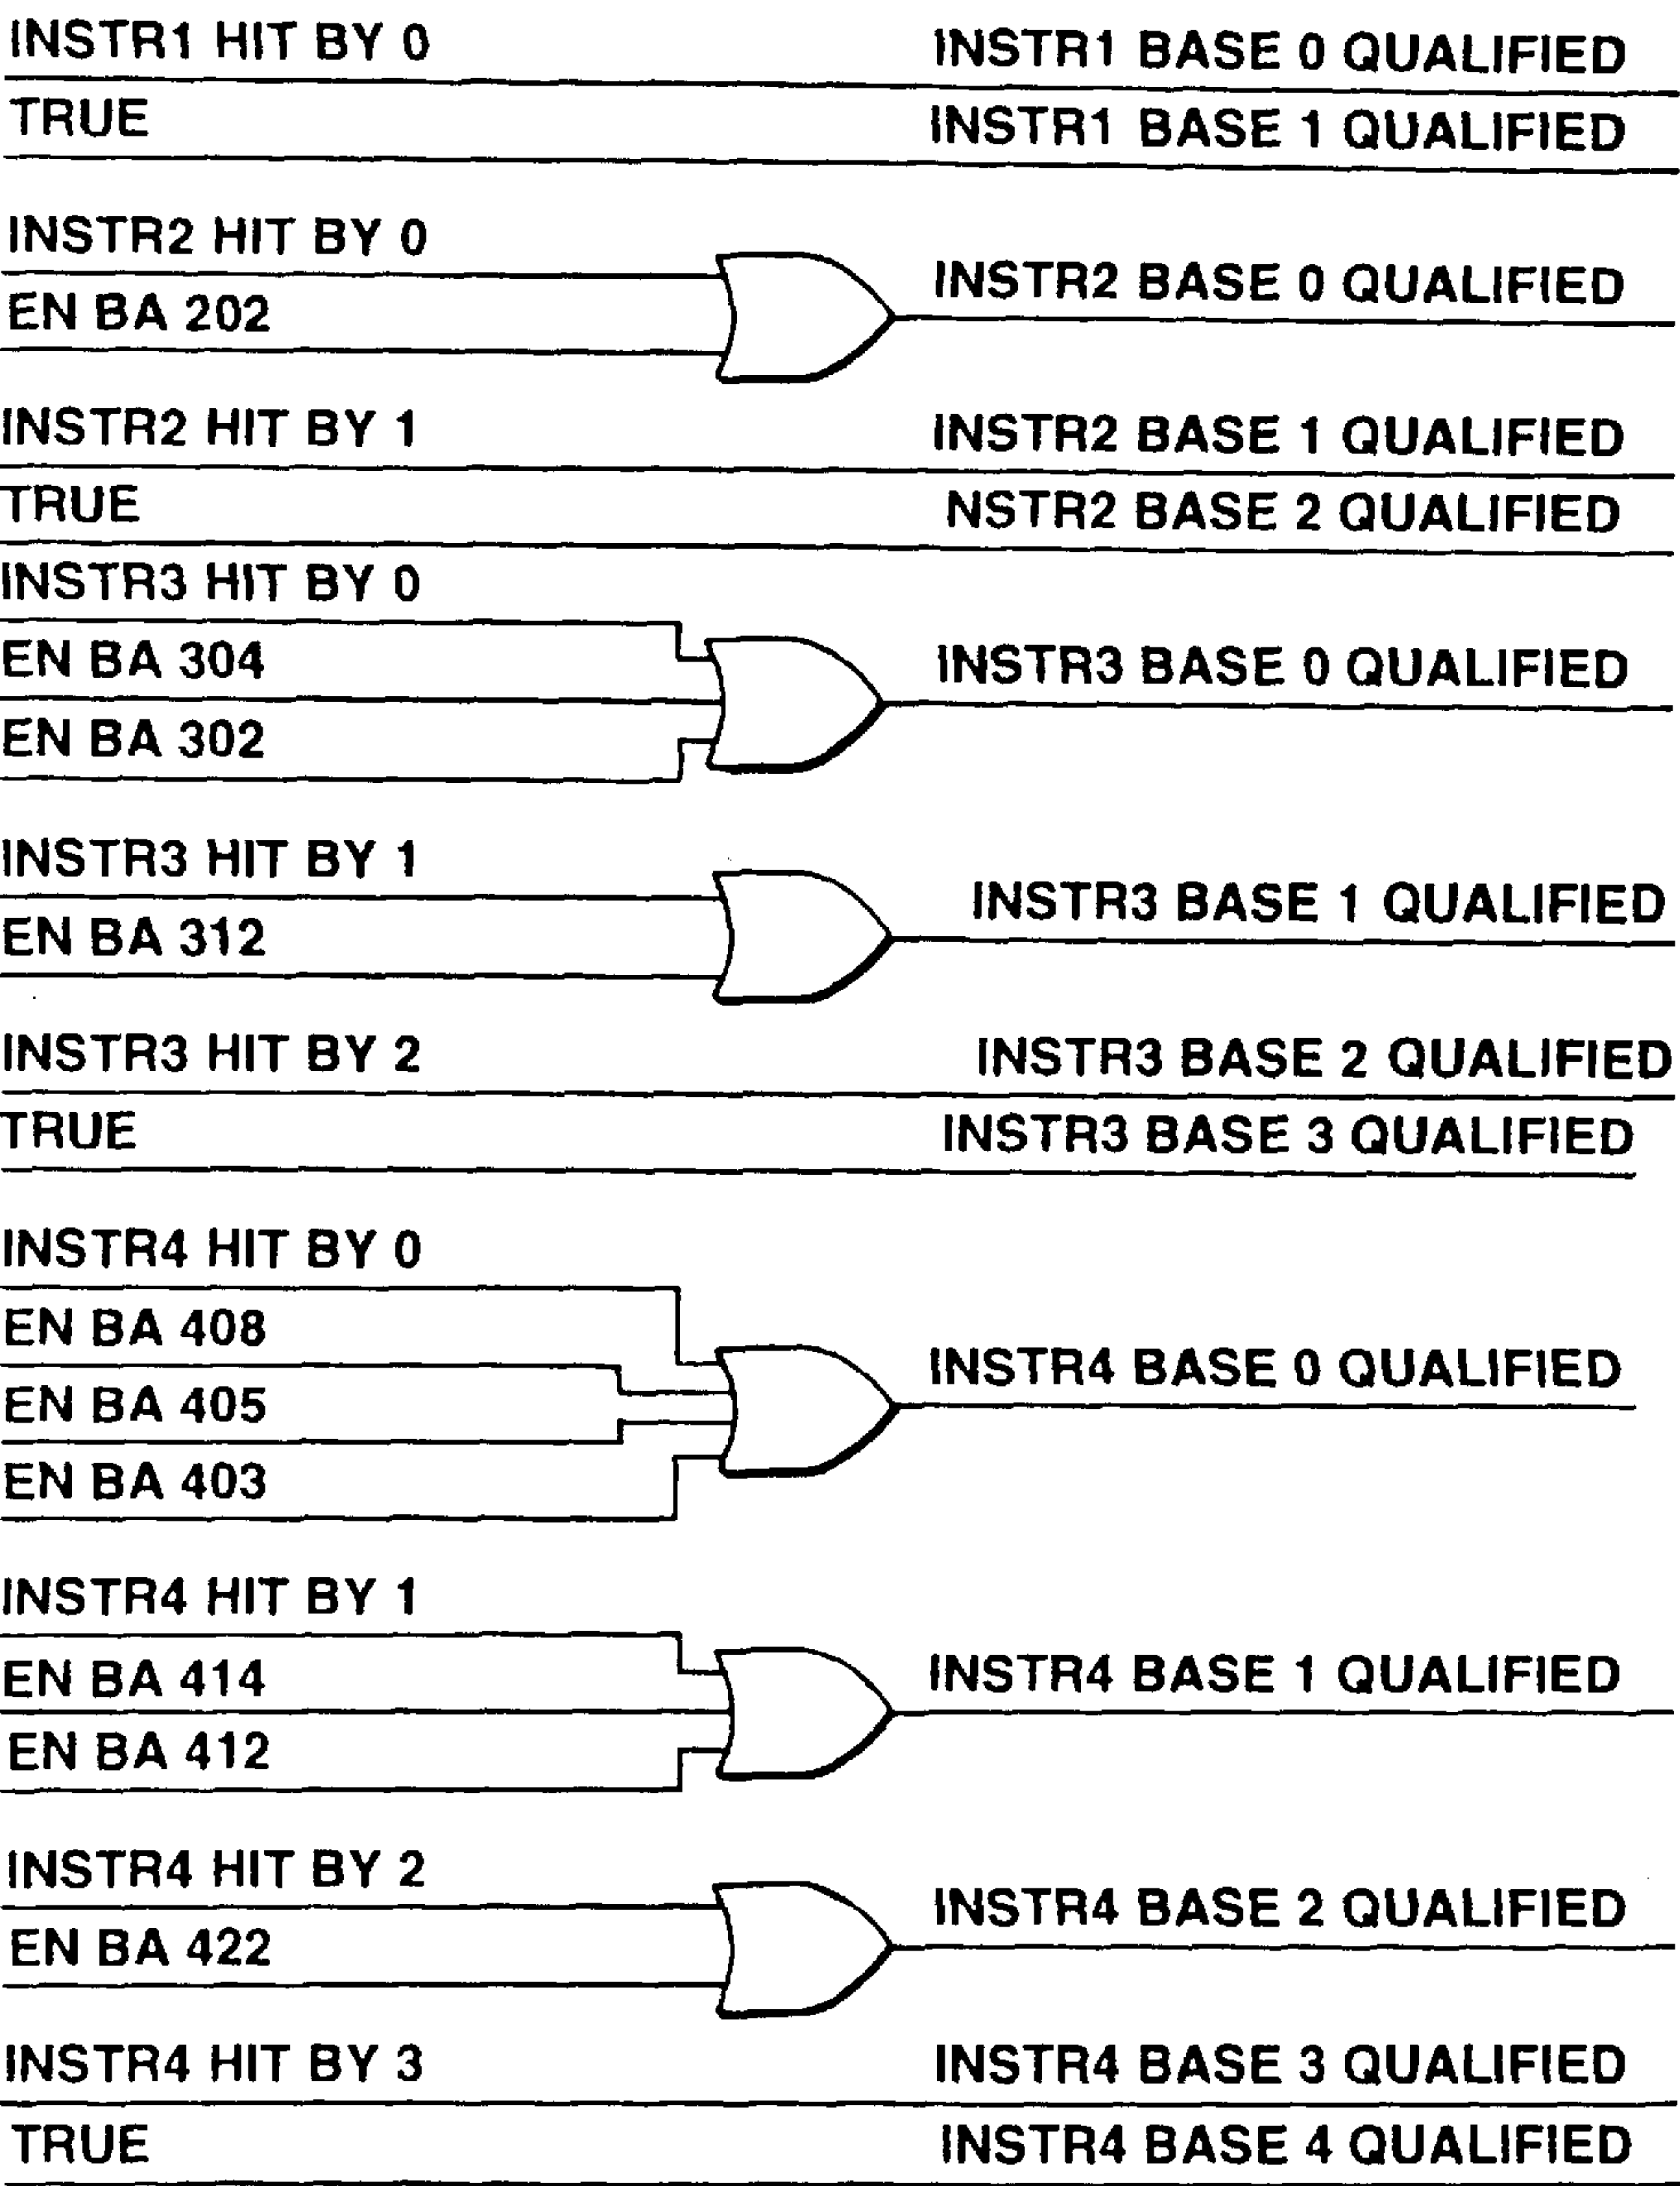 INSTR1 HIT BY 0
INSTR1 BASE 0 QUALIFIED
TRUE
INSTR1 BASE 1 QUALIFIED
INSTR2 HIT BY 0
INSTR2 BASE 0 QUALIFIED
EN BA 202
INSTR2 HIT BY 1
INSTR2 BASE 1 QUALIFIED
TRUE
NSTR2 BASE 2 QUALIFIED
INSTR3 HIT BY 0
EN BA 304
INSTR3 BASE 0 QUALIFIED
EN BA 302
INSTR3 HIT BY 1
INSTR3 BASE 1 QUALIFIED
EN BA 312
INSTR3 HIT BY 2
INSTR3 BASE 2 QUALIFIED
TRUE
INSTR3 BASE 3 QUALIFIED
INSTR4 HIT BY 0
EN BA 408
INSTR4 BASE 0 QUALIFIED
EN BA 405
EN BA 403
INSTR4 HIT BY 1
EN BA 414
INSTR4 BASE 1 QUALIFIED
EN BA 412
INSTR4 HIT BY 2
INSTR4 BASE 2 QUALIFIED
EN BA 422
INSTR4 HIT BY 3
INSTR4 BASE 3 QUALIFIED
TRUE
INSTR4 BASE 4 QUALIFIED